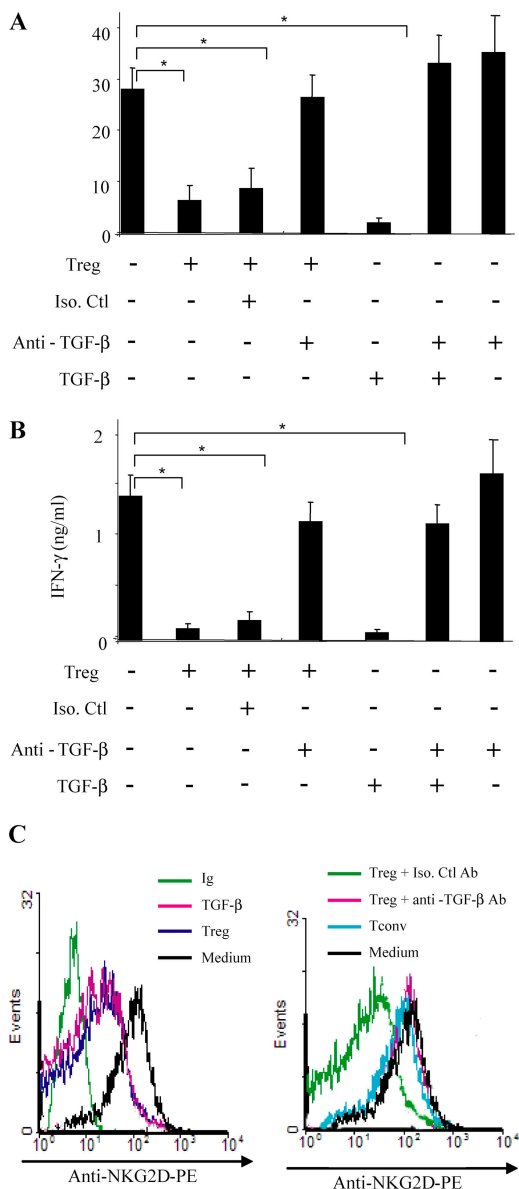 A
*
*
*
40
30
20
10
0
Treg - + + + - - -
Iso. Ctl - - + - - - -
Anti - TGF-β - - - + - + +
TGF-β - - - - + + -
B
*
*
*
2
1
0
IFN-γ (ng/ml)
Treg - + + + - - -
Iso. Ctl - - + - - - -
Anti - TGF-β - - - + - + +
TGF-β - - - - + + -
C
Ig
TGF-β
Treg
Medium
32
Events
0
10⁰ 10¹ 10² 10³ 10⁴
Anti-NKG2D-PE
Treg + Iso. Ctl Ab
Treg + anti -TGF-β Ab
Tconv
Medium
32
Events
0
10⁰ 10¹ 10² 10³ 10⁴
Anti-NKG2D-PE